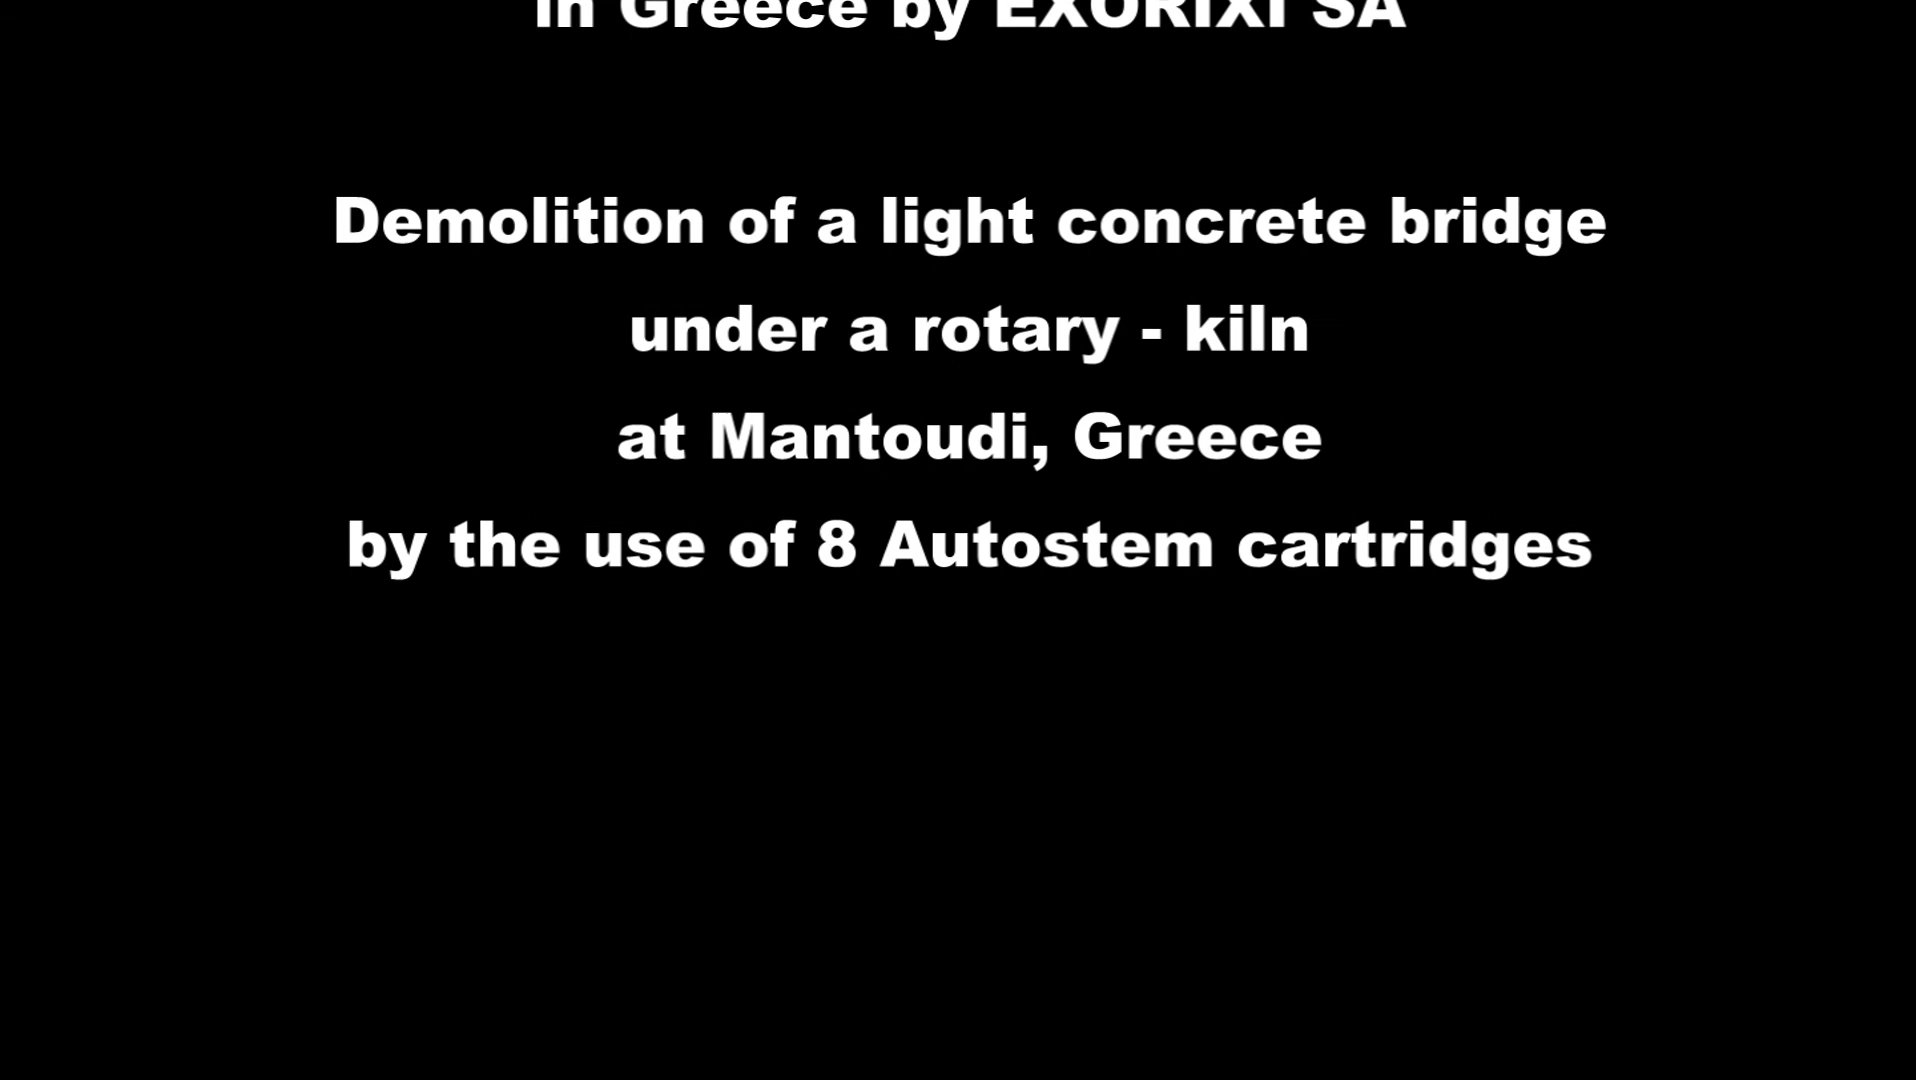 in Greece by EXORIXI SA
Demolition of a light concrete bridge
under a rotary - kiln
at Mantoudi, Greece
by the use of 8 Autostem cartridges